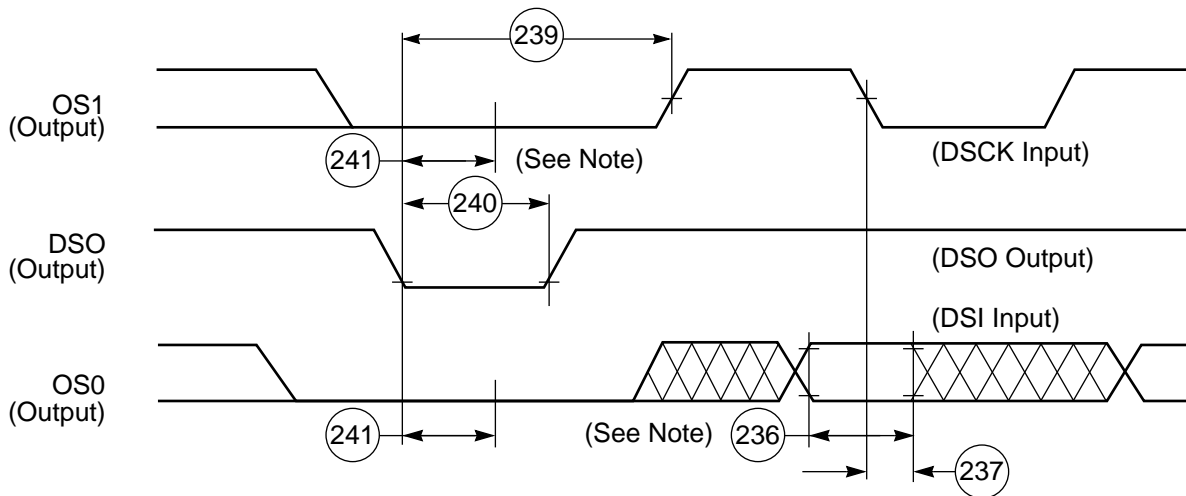 239
OS1
(Output)
241
(See Note)
(DSCK Input)
240
DSO
(Output)
(DSO Output)
(DSI Input)
OS0
(Output)
241
(See Note)
236
237